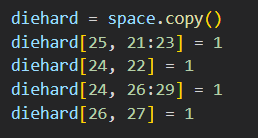 diehard = space.copy()
diehard[25, 21:23] = 1
diehard[24, 22] = 1
diehard[24, 26:29] = 1
diehard[26, 27] = 1